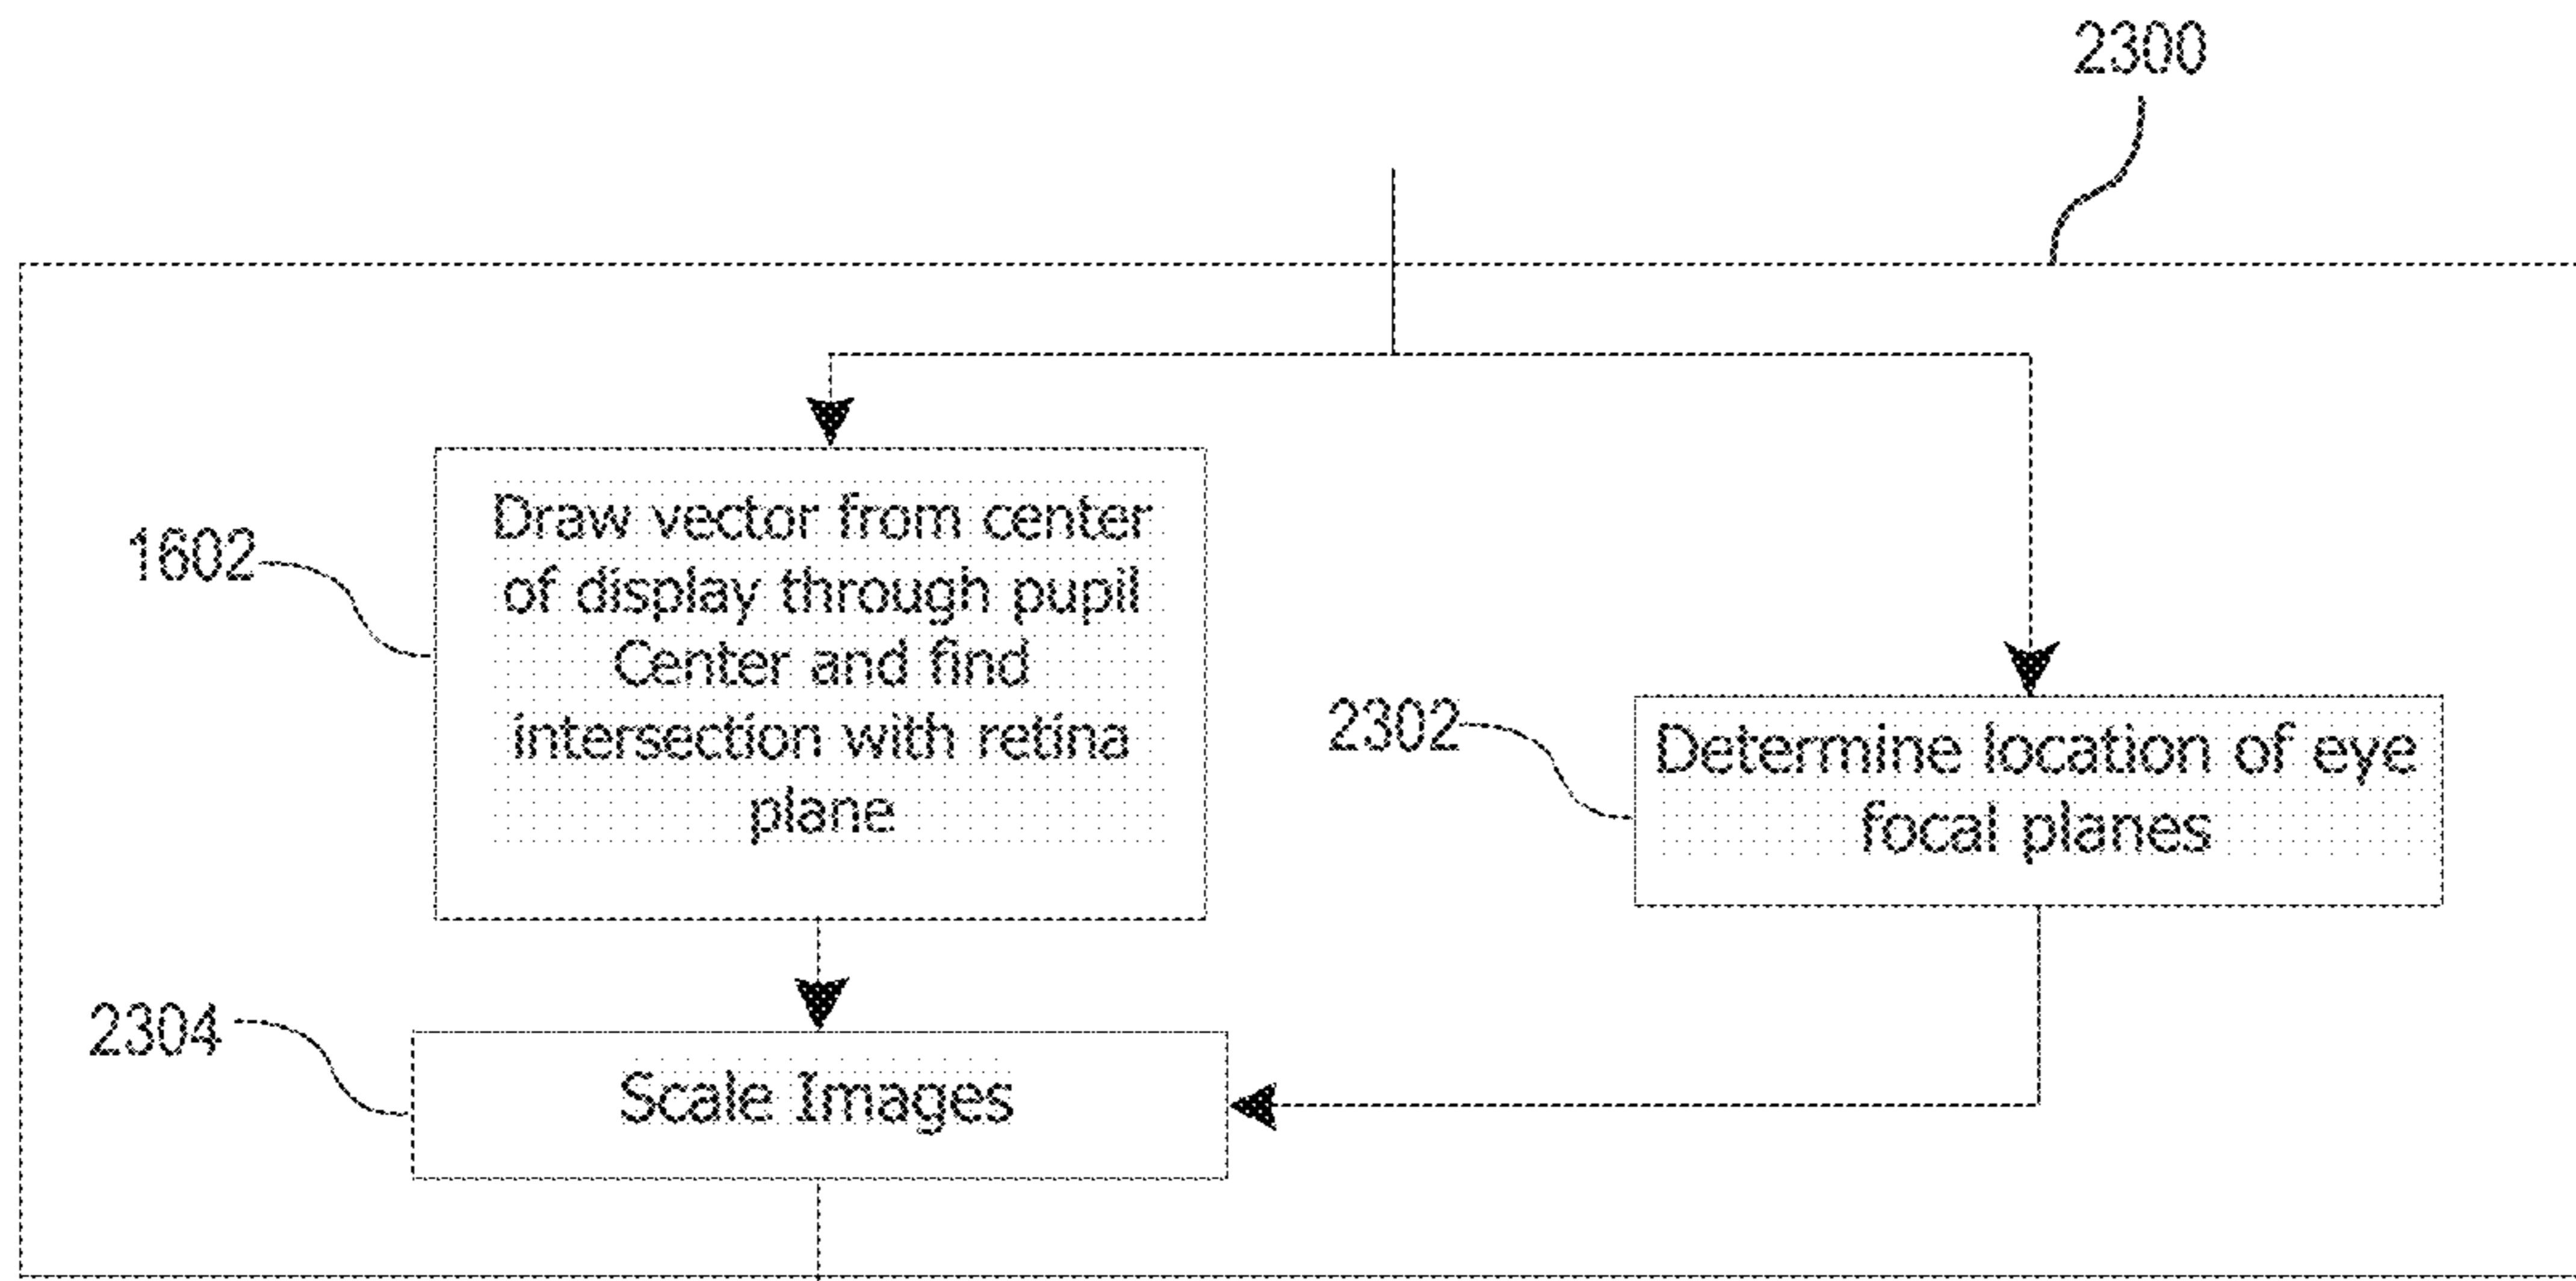 2300
1602
Draw vector from center
of display through pupil
Center and find
intersection with retina
plane
2302
Determine location of eye
focal planes
2304
Scale Images